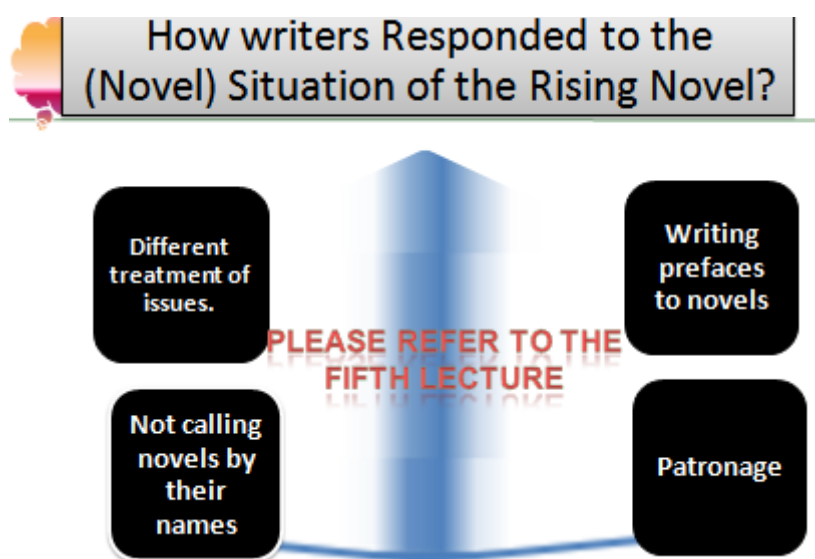 How writers Responded to the
(Novel) Situation of the Rising Novel?
Different
treatment of
issues.
Writing
prefaces
to novels
PLEASE REFER TO THE
FIFTH LECTURE
Not calling
novels by
their
names
Patronage